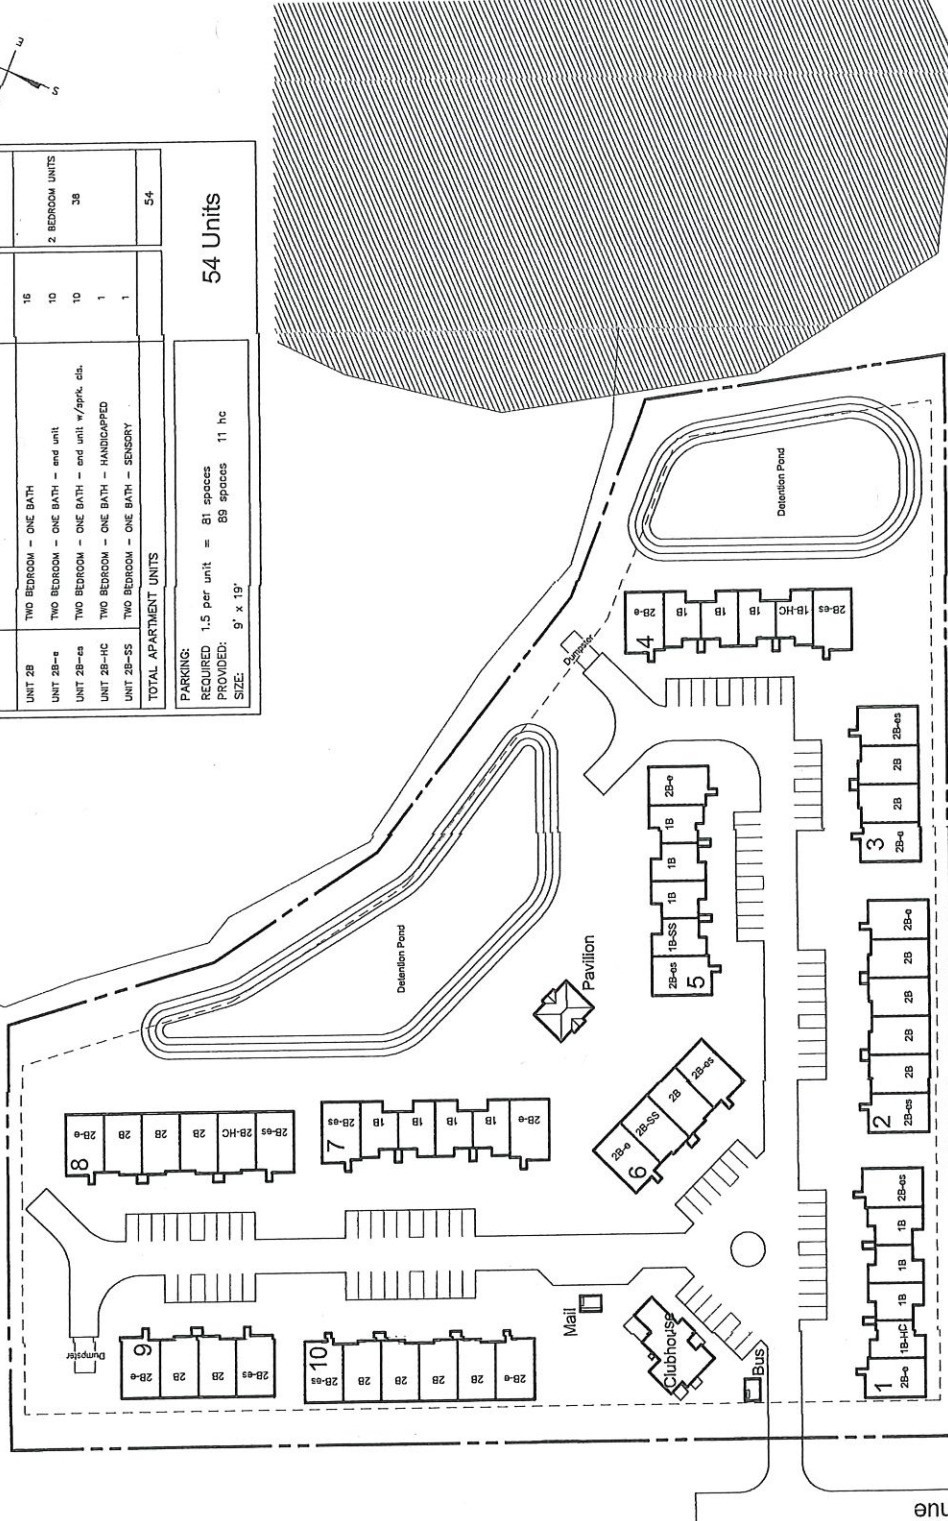 E
S
UNIT 2B TWO BEDROOM - ONE BATH 16
UNIT 2B-e TWO BEDROOM - ONE BATH - end unit 10
UNIT 2B-es TWO BEDROOM - ONE BATH - end unit w/sprk. cls. 10
UNIT 2B-HC TWO BEDROOM - ONE BATH - HANDICAPPED 1
UNIT 2B-SS TWO BEDROOM - ONE BATH - SENSORY 1
2 BEDROOM UNITS
38
TOTAL APARTMENT UNITS 54
PARKING:
REQUIRED 1.5 per unit = 81 spaces
PROVIDED: 89 spaces 11 hc
SIZE: 9' x 19'
54 Units
Detention Pond
Dumpster
4
2B-e
1B
1B
1B
1B-HC
2B-es
3
2B-e
2B
2B
2B-es
5
2B-es
1B-SS
1B
1B
1B
2B-e
Detention Pond
Pavillion
2
2B-es
2B
2B
2B
2B
2B-e
6
2B-e
2B-SS
2B
2B-es
7
2B-es
1B
1B
1B
1B
2B-e
8
2B-e
2B
2B
2B
2B-HC
2B-es
1
2B-e
1B-HC
1B
1B
1B
2B-es
9
2B-e
2B
2B
2B-es
10
2B-es
2B
2B
2B
2B
2B-e
Dumpster
Mail
Clubhouse
Bus
nue